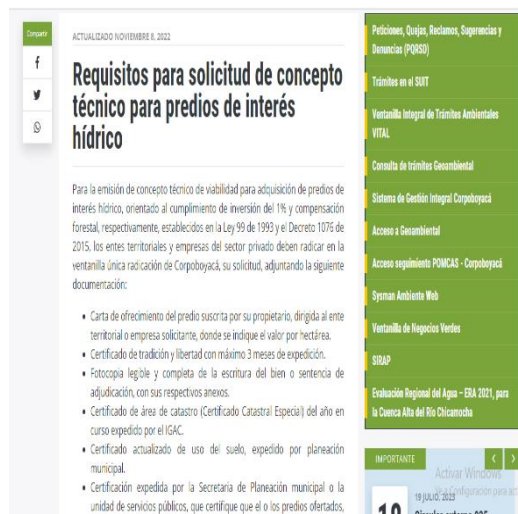 Compartir
ACTUALIZADO NOVIEMBRE 8, 2022
Requisitos para solicitud de concepto
técnico para predios de interés
hídrico
Para la emisión de concepto técnico de viabilidad para adquisición de predios de
interés hídrico, orientado al cumplimiento de inversión del 1% y compensación
forestal, respectivamente, establecidos en la Ley 99 de 1993 y el Decreto 1076 de
2015, los entes territoriales y empresas del sector privado deben radicar en la
ventanilla única radicación de Corpoboyacá, su solicitud, adjuntando la siguiente
documentación:
• Carta de ofrecimiento del predio suscrita por su propietario, dirigida al ente
territorial o empresa solicitante, donde se indique el valor por hectárea.
• Certificado de tradición y libertad con máximo 3 meses de expedición.
• Fotocopia legible y completa de la escritura del bien o sentencia de
adjudicación, con sus respectivos anexos.
• Certificado de área de catastro (Certificado Catastral Especial) del año en
curso expedido por el IGAC.
• Certificado actualizado de uso del suelo, expedido por planeación
municipal.
• Certificación expedida por la Secretaria de Planeación municipal o la
unidad de servicios públicos, que certifique que el o los predios ofertados,
Peticiones, Quejas, Reclamos, Sugerencias y
Denuncias (PQRSD)
Trámites en el SUIT
Ventanilla Integral de Trámites Ambientales
VITAL
Consulta de trámites Geoambiental
Sistema de Gestión Integral Corpoboyacá
Acceso a Geoambiental
Acceso seguimiento POMCAS - Corpoboyacá
Sysman Ambiente Web
Ventanilla de Negocios Verdes
SIRAP
Evaluación Regional del Agua – ERA 2021, para
la Cuenca Alta del Río Chicamocha
IMPORTANTE
Activar Windows
Ve a Configuración para act
19 JULIO, 2023